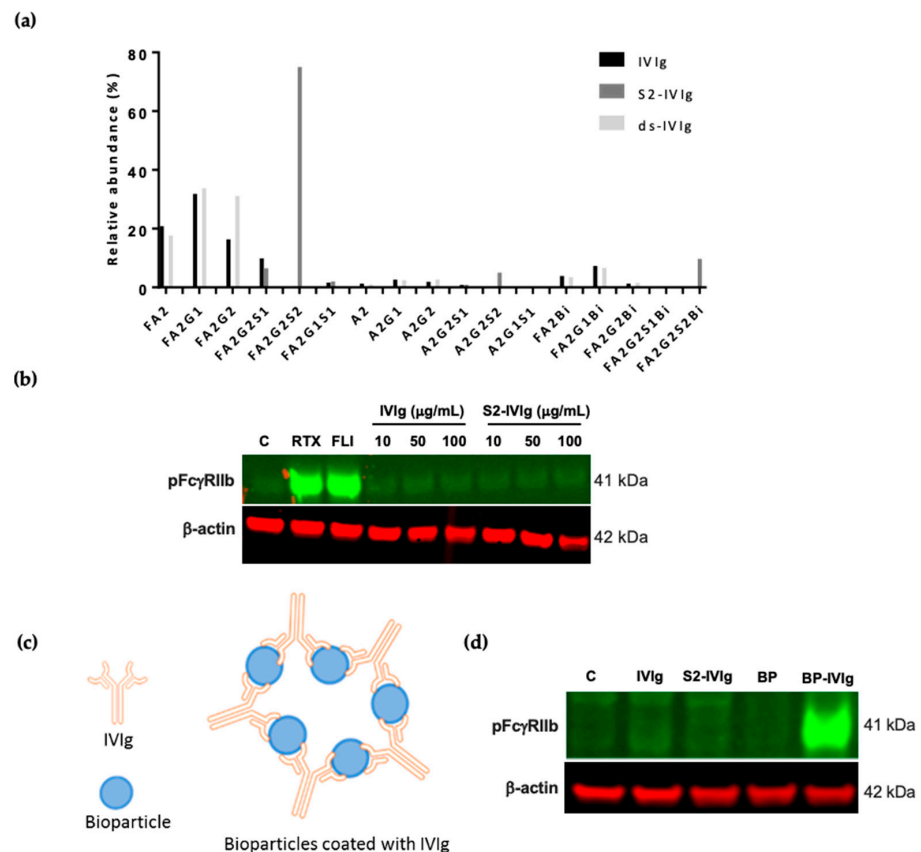 (a)
Relative abundance (%)
80
60
40
20
0
IVIg
S2-IVIg
ds-IVIg
FA2
FA2G1
FA2G2
FA2G2S1
FA2G2S2
FA2G1S1
A2
A2G1
A2G2
A2G2S1
A2G2S2
A2G1S1
FA2Bi
FA2G1Bi
FA2G2Bi
FA2G2S1Bi
FA2G2S2Bi
(b)
IVIg (µg/mL) S2-IVIg (µg/mL)
C RTX FLI 10 50 100 10 50 100
pFcγRIIb 41 kDa
β-actin 42 kDa
(c)
IVIg
Bioparticle
Bioparticles coated with IVIg
(d)
C IVIg S2-IVIg BP BP-IVIg
pFcγRIIb 41 kDa
β-actin 42 kDa